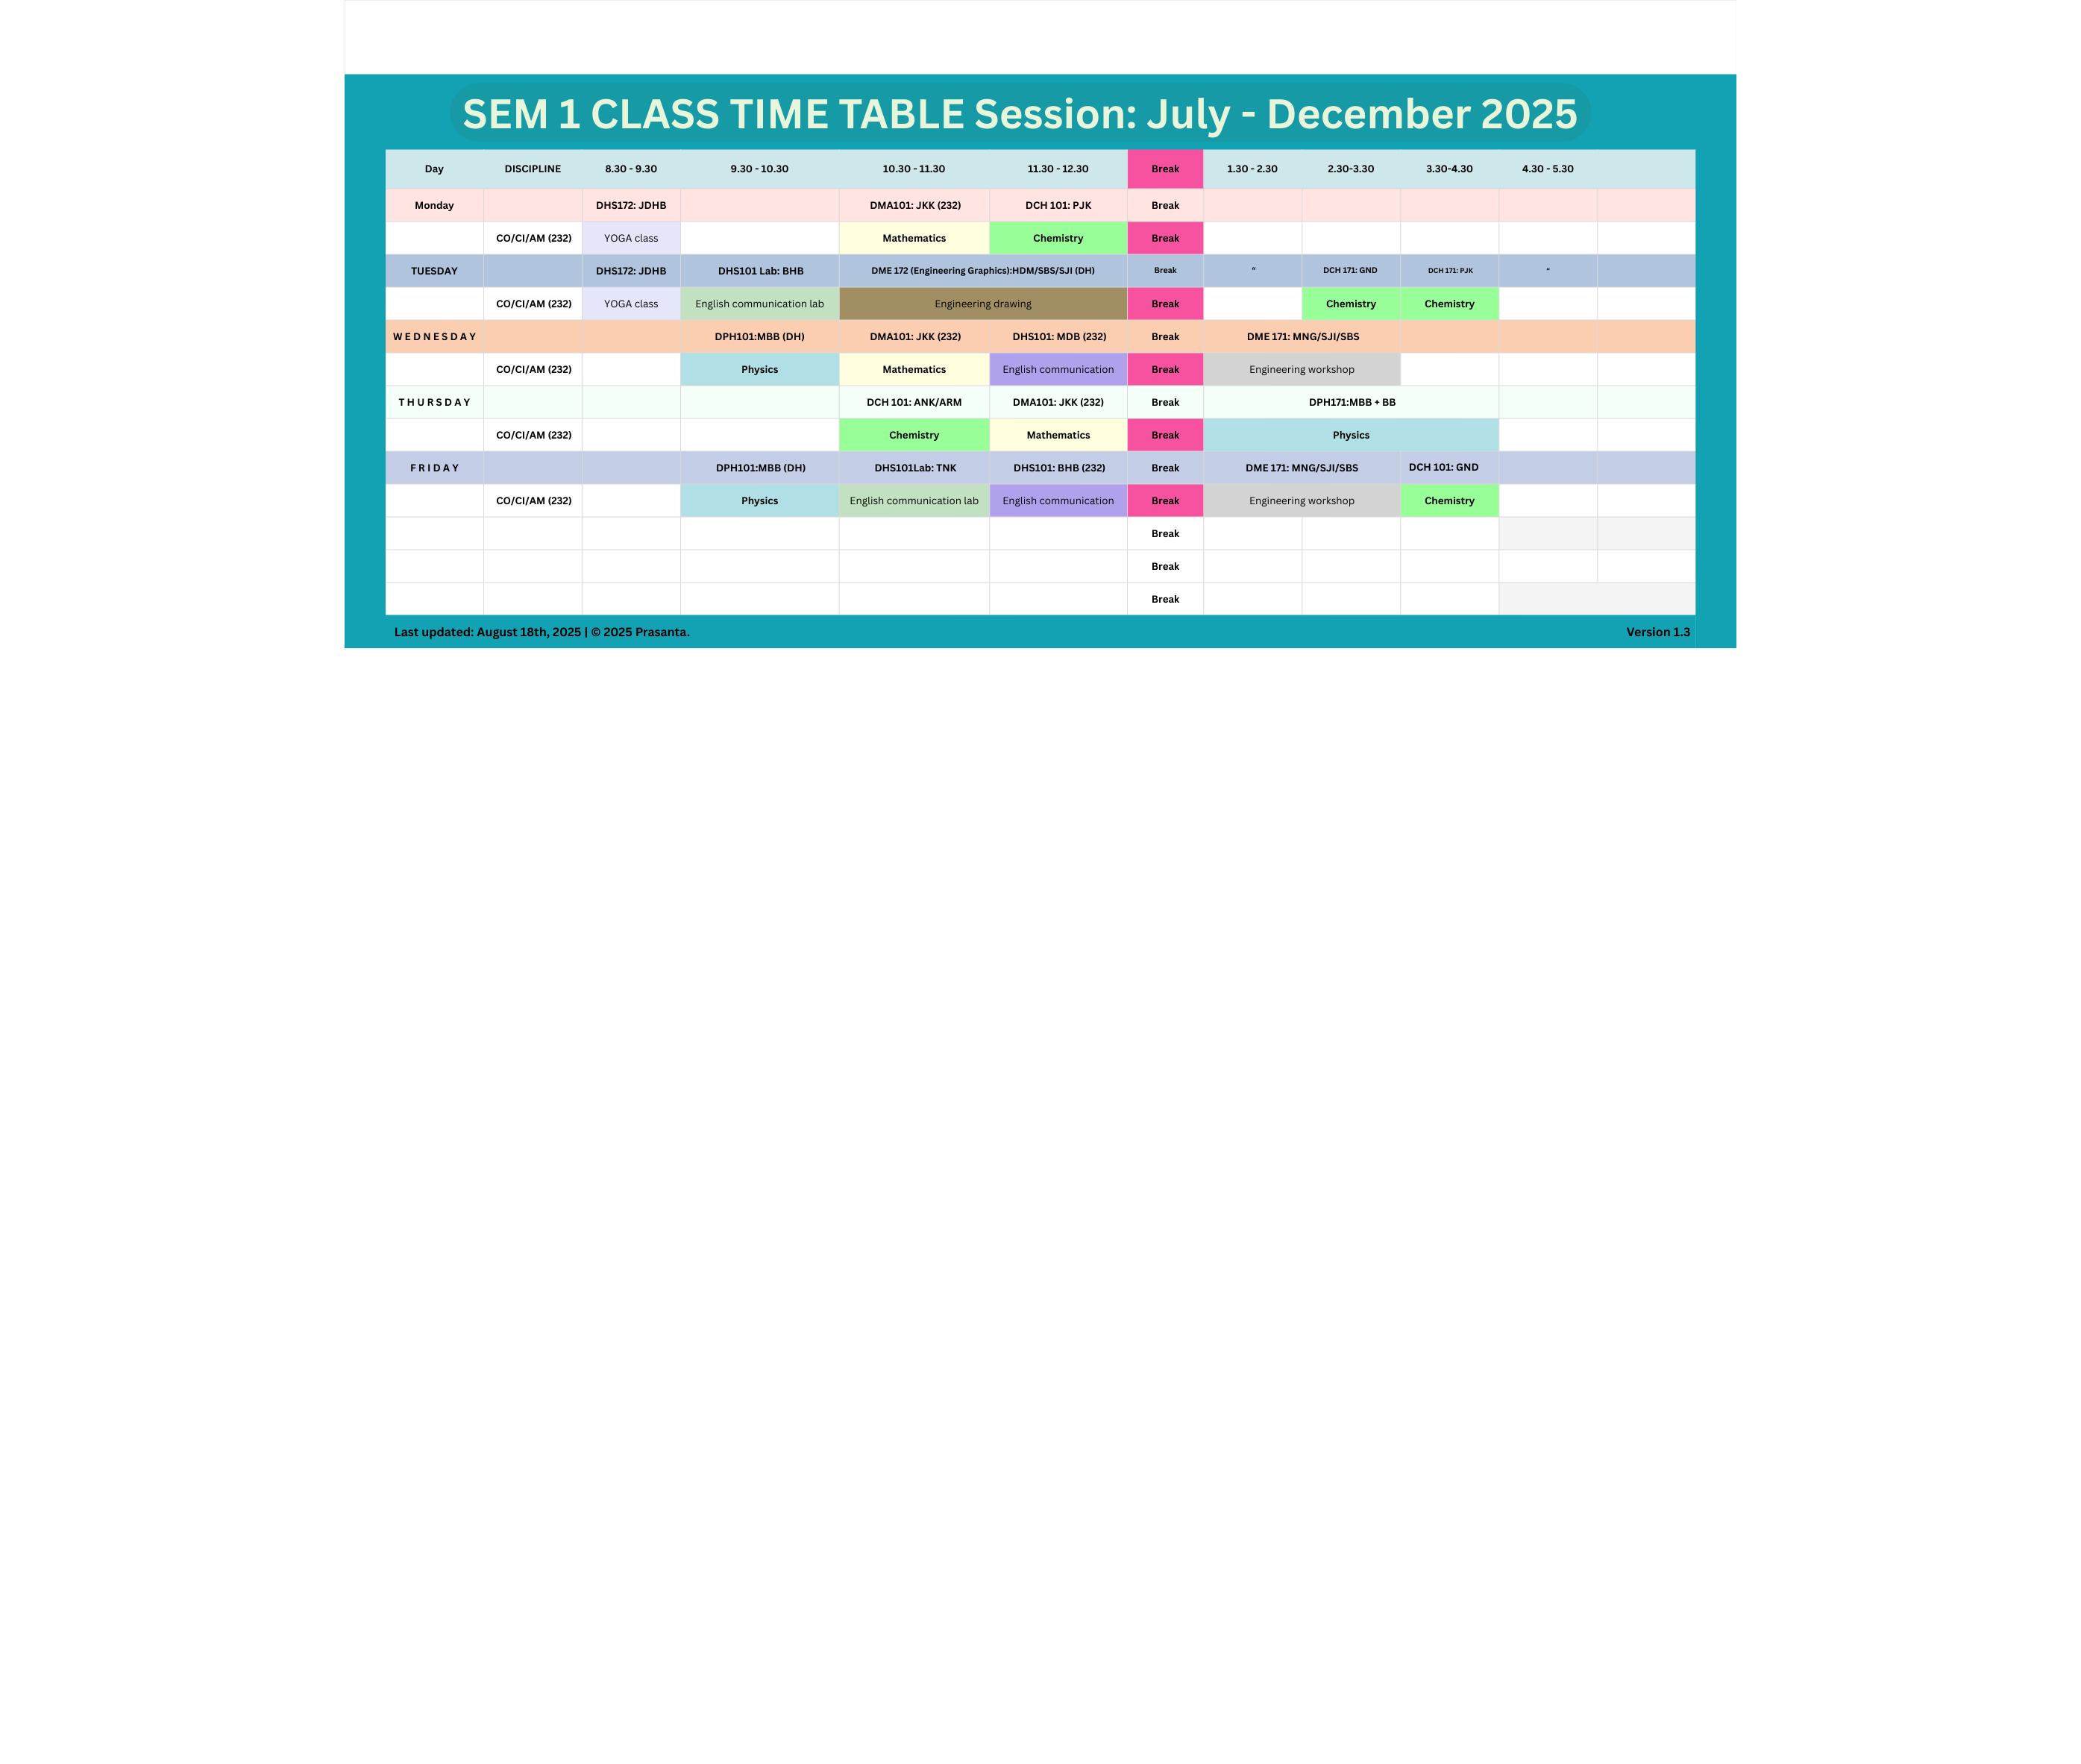 SEM 1 CLASS TIME TABLE Session: July - December 2025
Day DISCIPLINE 8.30 - 9.30 9.30 - 10.30 10.30 - 11.30 11.30 - 12.30 Break 1.30 - 2.30 2.30-3.30 3.30-4.30 4.30 - 5.30
Monday DHS172: JDHB DMA101: JKK (232) DCH 101: PJK Break
CO/CI/AM (232) YOGA class Mathematics Chemistry Break
TUESDAY DHS172: JDHB DHS101 Lab: BHB DME 172 (Engineering Graphics):HDM/SBS/SJI (DH) Break “ DCH 171: GND DCH 171: PJK “
CO/CI/AM (232) YOGA class English communication lab Engineering drawing Break Chemistry Chemistry
WEDNESDAY DPH101:MBB (DH) DMA101: JKK (232) DHS101: MDB (232) Break DME 171: MNG/SJI/SBS
CO/CI/AM (232) Physics Mathematics English communication Break Engineering workshop
THURSDAY DCH 101: ANK/ARM DMA101: JKK (232) Break DPH171:MBB + BB
CO/CI/AM (232) Chemistry Mathematics Break Physics
FRIDAY DPH101:MBB (DH) DHS101Lab: TNK DHS101: BHB (232) Break DME 171: MNG/SJI/SBS DCH 101: GND
CO/CI/AM (232) Physics English communication lab English communication Break Engineering workshop Chemistry
Break
Break
Break
Last updated: August 18th, 2025 | © 2025 Prasanta. Version 1.3